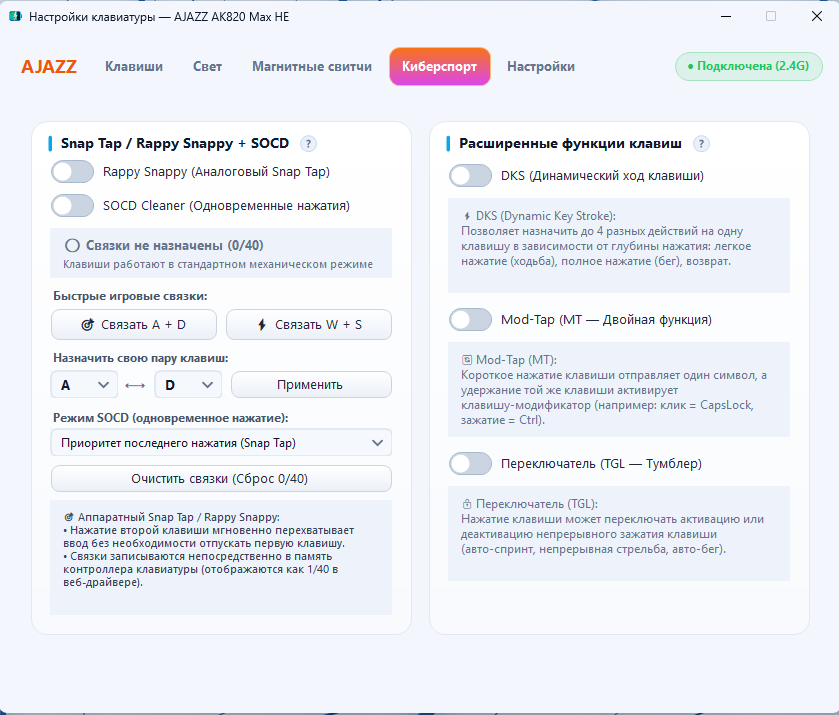 Настройки клавиатуры — AJAZZ AK820 Max HE
AJAZZ
Клавиши
Свет
Магнитные свитчи
Киберспорт
Настройки
● Подключена (2.4G)
Snap Tap / Rappy Snappy + SOCD ?
Rappy Snappy (Аналоговый Snap Tap)
SOCD Cleaner (Одновременные нажатия)
Связки не назначены (0/40)
Клавиши работают в стандартном механическом режиме
Быстрые игровые связки:
Связать A + D
Связать W + S
Назначить свою пару клавиш:
A ⟷ D Применить
Режим SOCD (одновременное нажатие):
Приоритет последнего нажатия (Snap Tap)
Очистить связки (Сброс 0/40)
Аппаратный Snap Tap / Rappy Snappy:
• Нажатие второй клавиши мгновенно перехватывает
ввод без необходимости отпускать первую клавишу.
• Связки записываются непосредственно в память
контроллера клавиатуры (отображаются как 1/40 в
веб-драйвере).
Расширенные функции клавиш ?
DKS (Динамический ход клавиши)
DKS (Dynamic Key Stroke):
Позволяет назначить до 4 разных действий на одну
клавишу в зависимости от глубины нажатия: легкое
нажатие (ходьба), полное нажатие (бег), возврат.
Mod-Tap (MT — Двойная функция)
Mod-Tap (MT):
Короткое нажатие клавиши отправляет один символ, а
удержание той же клавиши активирует
клавишу-модификатор (например: клик = CapsLock,
зажатие = Ctrl).
Переключатель (TGL — Тумблер)
Переключатель (TGL):
Нажатие клавиши может переключать активацию или
деактивацию непрерывного зажатия клавиши
(авто-спринт, непрерывная стрельба, авто-бег).